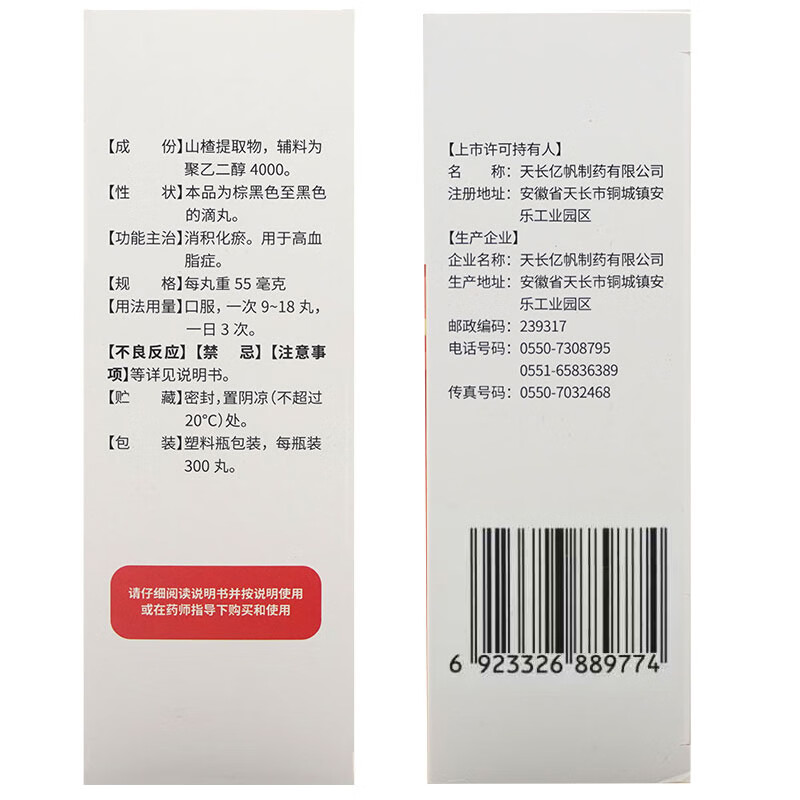 【成　　份】山楂提取物，辅料为
聚乙二醇 4000。
【性　　状】本品为棕黑色至黑色
的滴丸。
【功能主治】消积化瘀。用于高血
脂症。
【规　　格】每丸重 55 毫克
【用法用量】口服，一次 9~18 丸，
一日 3 次。
【不良反应】【禁　　忌】【注意事
项】等详见说明书。
【贮　　藏】密封，置阴凉（不超过
20℃）处。
【包　　装】塑料瓶包装，每瓶装
300 丸。
请仔细阅读说明书并按说明使用
或在药师指导下购买和使用
【上市许可持有人】
名　　称：天长亿帆制药有限公司
注册地址：安徽省天长市铜城镇安
乐工业园区
【生产企业】
企业名称：天长亿帆制药有限公司
生产地址：安徽省天长市铜城镇安
乐工业园区
邮政编码：239317
电话号码：0550-7308795
0551-65836389
传真号码：0550-7032468
6 923326 889774